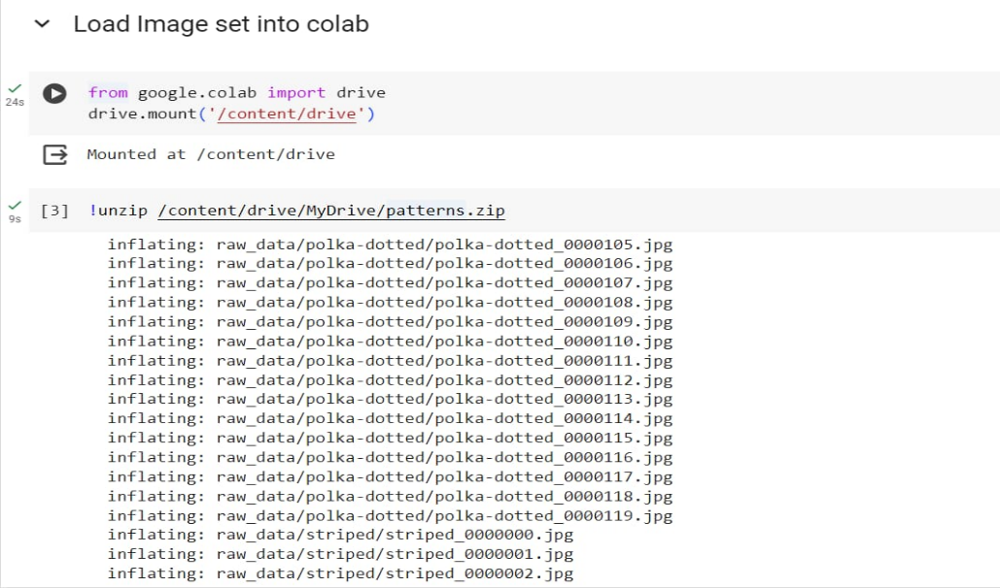 Load Image set into colab
24s
from google.colab import drive
drive.mount('/content/drive')
Mounted at /content/drive
9s
[3] !unzip /content/drive/MyDrive/patterns.zip
inflating: raw_data/polka-dotted/polka-dotted_0000105.jpg
inflating: raw_data/polka-dotted/polka-dotted_0000106.jpg
inflating: raw_data/polka-dotted/polka-dotted_0000107.jpg
inflating: raw_data/polka-dotted/polka-dotted_0000108.jpg
inflating: raw_data/polka-dotted/polka-dotted_0000109.jpg
inflating: raw_data/polka-dotted/polka-dotted_0000110.jpg
inflating: raw_data/polka-dotted/polka-dotted_0000111.jpg
inflating: raw_data/polka-dotted/polka-dotted_0000112.jpg
inflating: raw_data/polka-dotted/polka-dotted_0000113.jpg
inflating: raw_data/polka-dotted/polka-dotted_0000114.jpg
inflating: raw_data/polka-dotted/polka-dotted_0000115.jpg
inflating: raw_data/polka-dotted/polka-dotted_0000116.jpg
inflating: raw_data/polka-dotted/polka-dotted_0000117.jpg
inflating: raw_data/polka-dotted/polka-dotted_0000118.jpg
inflating: raw_data/polka-dotted/polka-dotted_0000119.jpg
inflating: raw_data/striped/striped_0000000.jpg
inflating: raw_data/striped/striped_0000001.jpg
inflating: raw_data/striped/striped_0000002.jpg